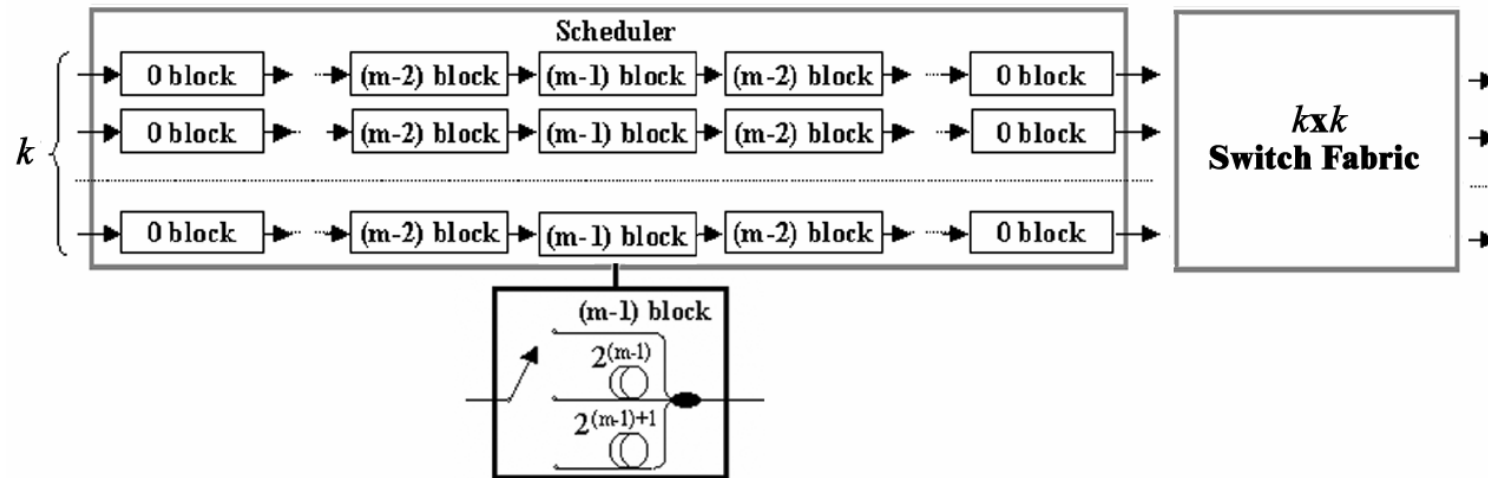 Scheduler
0 block (m-2) block (m-1) block (m-2) block 0 block
0 block (m-2) block (m-1) block (m-2) block 0 block
k
kxk
Switch Fabric
0 block (m-2) block (m-1) block (m-2) block 0 block
(m-1) block
2^(m-1)
2^(m-1)+1